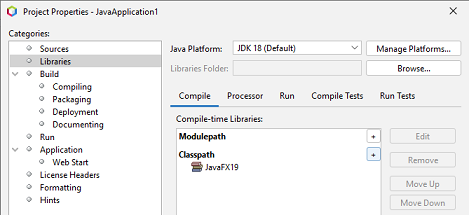 Project Properties - JavaApplication1
Categories:
Sources
Libraries
Build
Compiling
Packaging
Deployment
Documenting
Run
Application
Web Start
License Headers
Formatting
Hints
Java Platform: JDK 18 (Default) Manage Platforms...
Libraries Folder: Browse...
Compile Processor Run Compile Tests Run Tests
Compile-time Libraries:
Modulepath +
Classpath +
JavaFX19
Edit
Remove
Move Up
Move Down